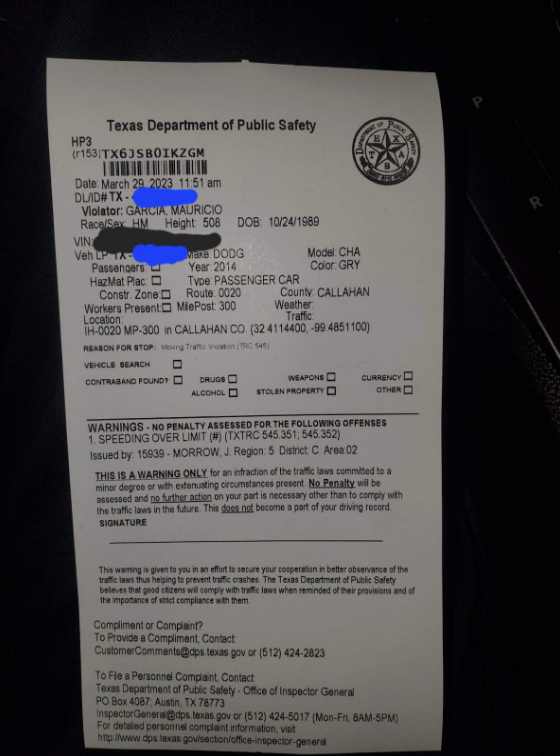 Texas Department of Public Safety
HP3
(r153)TX6JSB0IKZGM
Date: March 29, 2023 11:51 am
DL/ID# TX -
Violator: GARCIA, MAURICIO
Race/Sex: HM Height: 508 DOB: 10/24/1989
VIN:
Veh LP: TX - Make: DODG Model: CHA
Passengers: Year: 2014 Color: GRY
HazMat Plac: Type: PASSENGER CAR
Constr. Zone: Route: 0020 County: CALLAHAN
Workers Present: MilePost: 300 Weather:
Location: Traffic:
IH-0020 MP-300 in CALLAHAN CO. (32.4114400, -99.4851100)
REASON FOR STOP: Moving Traffic Violation (TRC 545)
VEHICLE SEARCH
CONTRABAND FOUND? DRUGS WEAPONS CURRENCY
ALCOHOL STOLEN PROPERTY OTHER
WARNINGS - NO PENALTY ASSESSED FOR THE FOLLOWING OFFENSES
1. SPEEDING OVER LIMIT (#) (TXTRC 545.351; 545.352)
Issued by: 15939 - MORROW, J. Region: 5 District: C Area:02
THIS IS A WARNING ONLY for an infraction of the traffic laws committed to a
minor degree or with extenuating circumstances present. No Penalty will be
assessed and no further action on your part is necessary other than to comply with
the traffic laws in the future. This does not become a part of your driving record.
SIGNATURE
This warning is given to you in an effort to secure your cooperation in better observance of the
traffic laws thus helping to prevent traffic crashes. The Texas Department of Public Safety
believes that good citizens will comply with traffic laws when reminded of their provisions and of
the importance of strict compliance with them.
Compliment or Complaint?
To Provide a Compliment, Contact:
CustomerComments@dps.texas.gov or (512) 424-2823
To File a Personnel Complaint, Contact:
Texas Department of Public Safety - Office of Inspector General
PO Box 4087; Austin, TX 78773
InspectorGeneral@dps.texas.gov or (512) 424-5017 (Mon-Fri, 8AM-5PM)
For detailed personnel complaint information, visit
http://www.dps.texas.gov/section/office-inspector-general
DEPARTMENT OF PUBLIC SAFETY
TEXAS
P
R